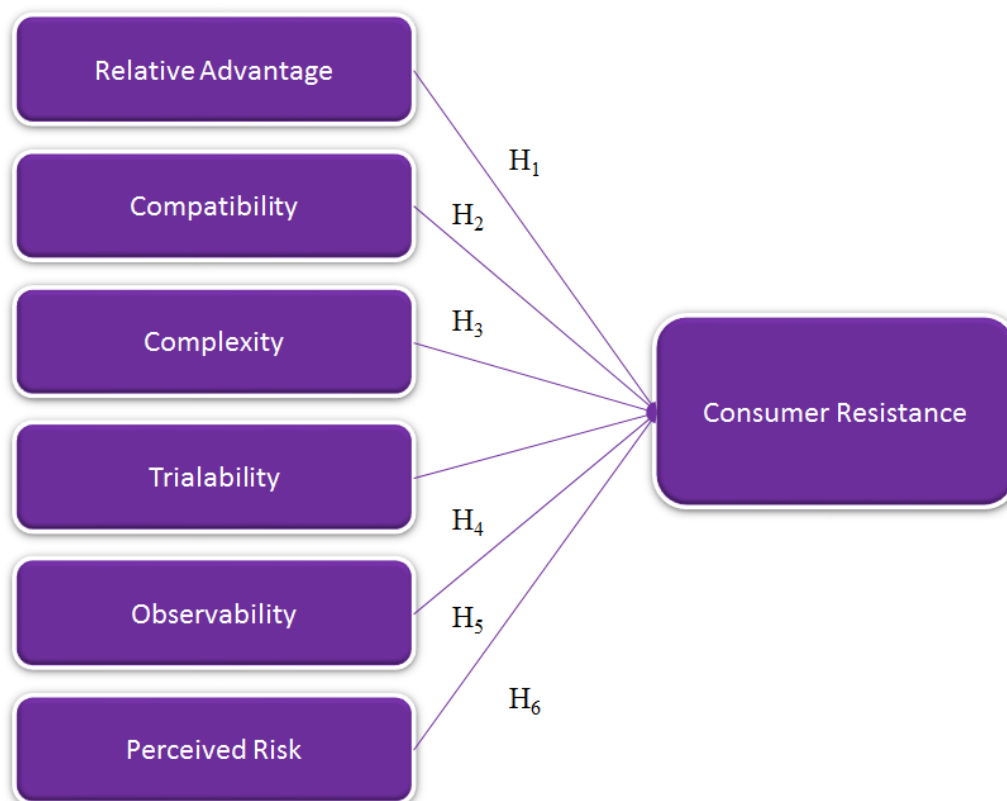 Relative Advantage
H₁
Compatibility
H₂
Complexity
H₃
Consumer Resistance
Trialability
H₄
Observability
H₅
Perceived Risk
H₆